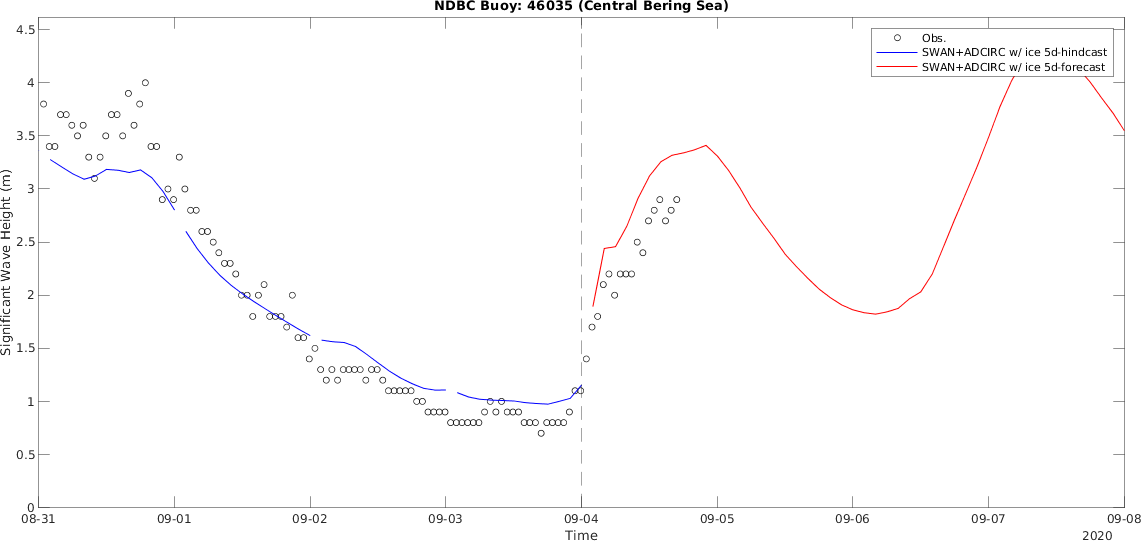 NDBC Buoy: 46035 (Central Bering Sea)
4.5
4
3.5
3
2.5
2
1.5
1
0.5
0
Significant Wave Height (m)
Obs.
SWAN+ADCIRC w/ ice 5d-hindcast
SWAN+ADCIRC w/ ice 5d-forecast
08-31 09-01 09-02 09-03 09-04 09-05 09-06 09-07 09-08
Time
2020